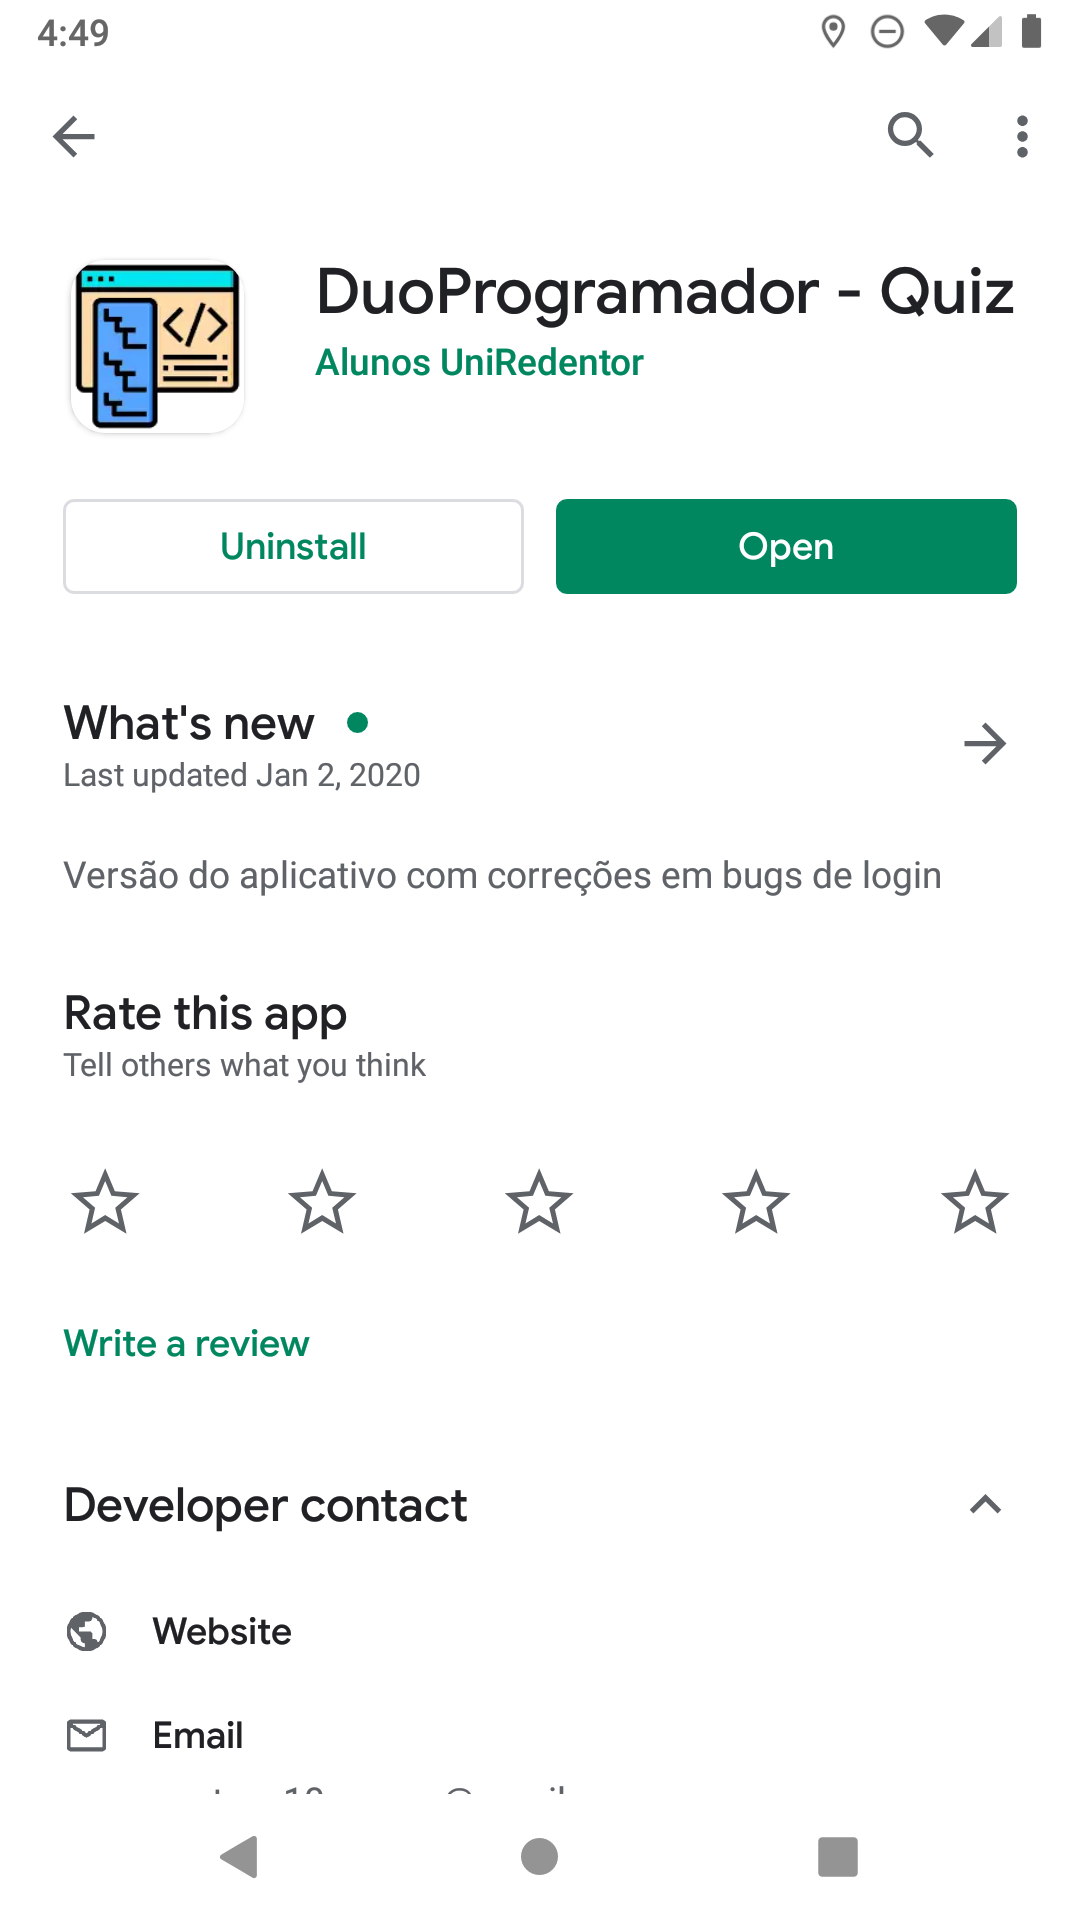 4:49
DuoProgramador - Quiz
Alunos UniRedentor
Uninstall
Open
What's new
Last updated Jan 2, 2020
Versão do aplicativo com correções em bugs de login
Rate this app
Tell others what you think
Write a review
Developer contact
Website
Email